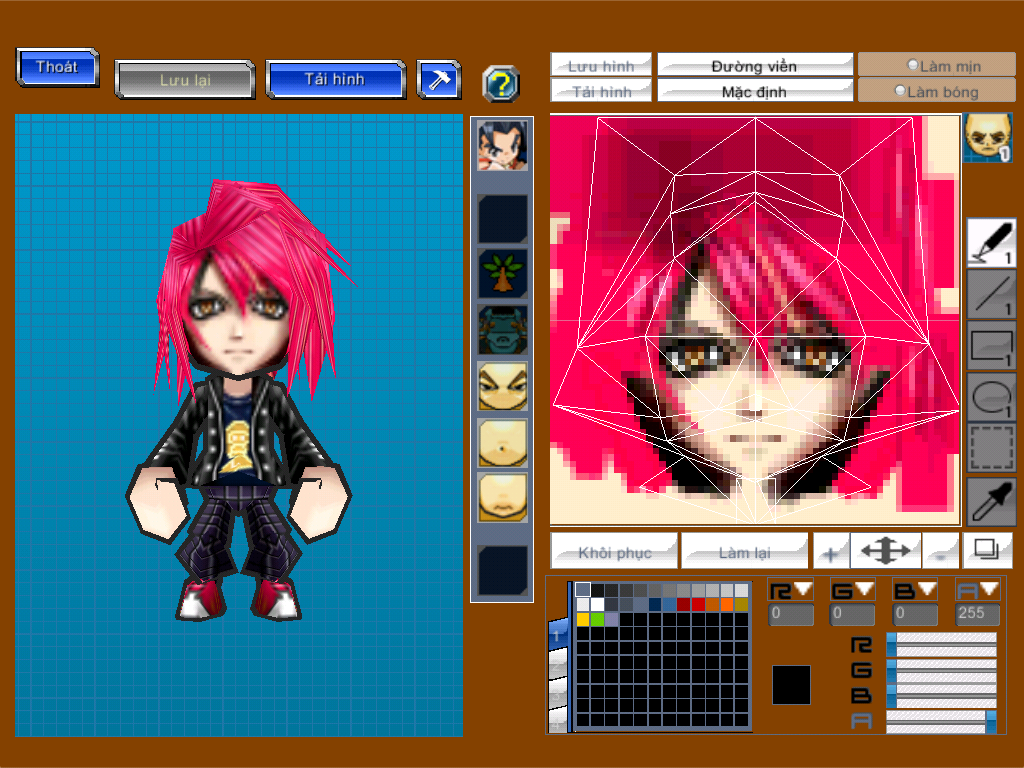 Thoát
Lưu lại
Tải hình
?
Lưu hình
Đường viền
Làm mịn
Tải hình
Mặc định
Làm bóng
1
1
1
1
1
Khôi phục
Làm lại
+
-
R G B A
0 0 0 255
1
R
G
B
A